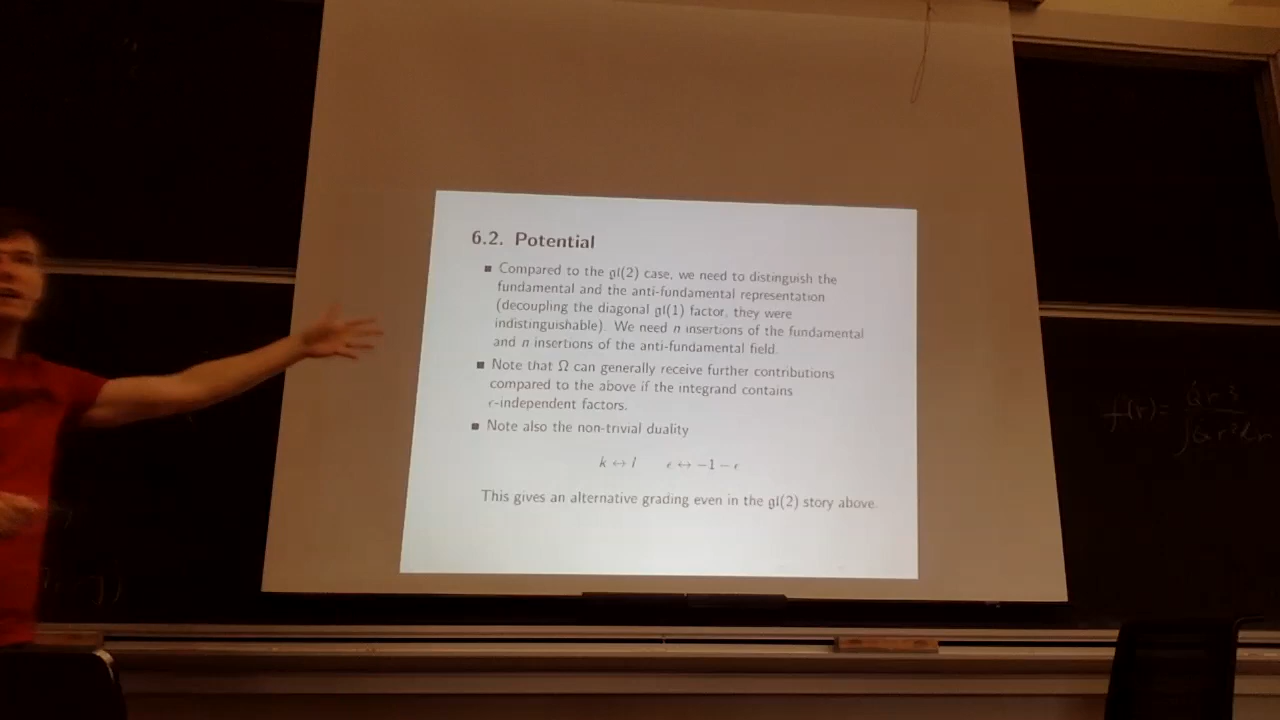 6.2. Potential
Compared to the 𝔤𝔩(2) case, we need to distinguish the
fundamental and the anti-fundamental representation
(decoupling the diagonal 𝔤𝔩(1) factor, they were
indistinguishable). We need n insertions of the fundamental
and n insertions of the anti-fundamental field.
Note that Ω can generally receive further contributions
compared to the above if the integrand contains
ϵ-independent factors.
Note also the non-trivial duality
k ↔ l ϵ ↔ −1 − ϵ
This gives an alternative grading even in the 𝔤𝔩(2) story above.
f(r)=